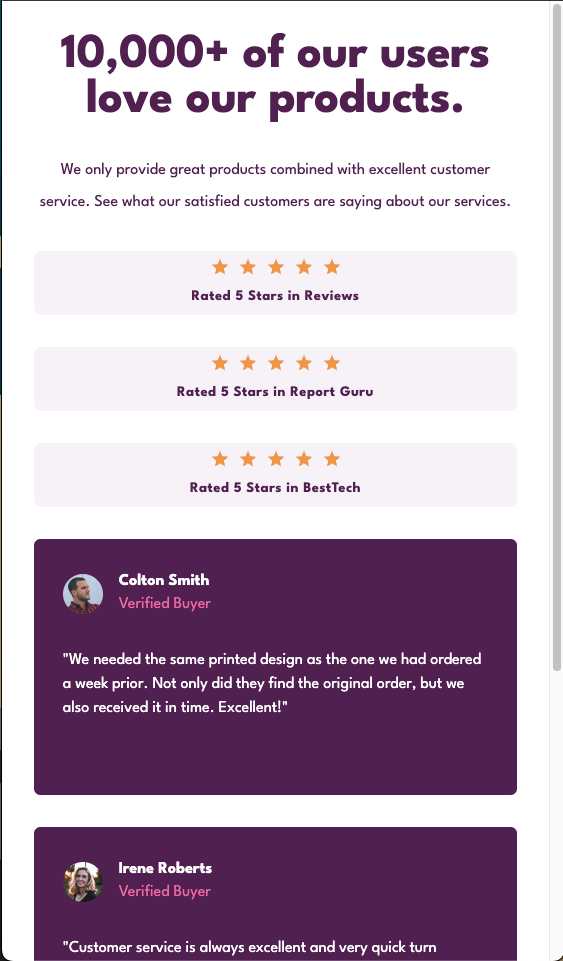 10,000+ of our users
love our products.
We only provide great products combined with excellent customer
service. See what our satisfied customers are saying about our services.
Rated 5 Stars in Reviews
Rated 5 Stars in Report Guru
Rated 5 Stars in BestTech
Colton Smith
Verified Buyer
"We needed the same printed design as the one we had ordered
a week prior. Not only did they find the original order, but we
also received it in time. Excellent!"
Irene Roberts
Verified Buyer
"Customer service is always excellent and very quick turn